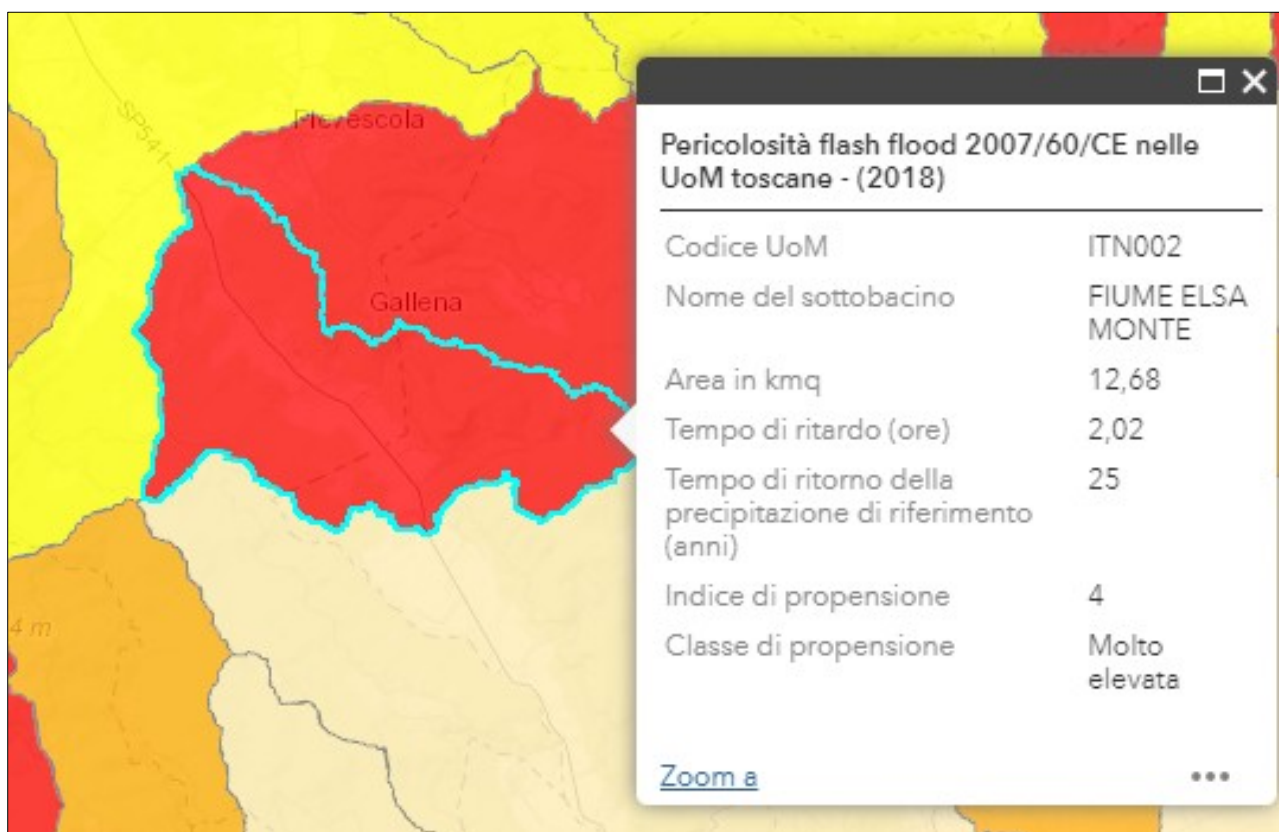 SP541
Pievescola
Gallena
4 m
Pericolosità flash flood 2007/60/CE nelle
UoM toscane - (2018)
Codice UoM ITN002
Nome del sottobacino FIUME ELSA
MONTE
Area in kmq 12,68
Tempo di ritardo (ore) 2,02
Tempo di ritorno della 25
precipitazione di riferimento
(anni)
Indice di propensione 4
Classe di propensione Molto
elevata
Zoom a